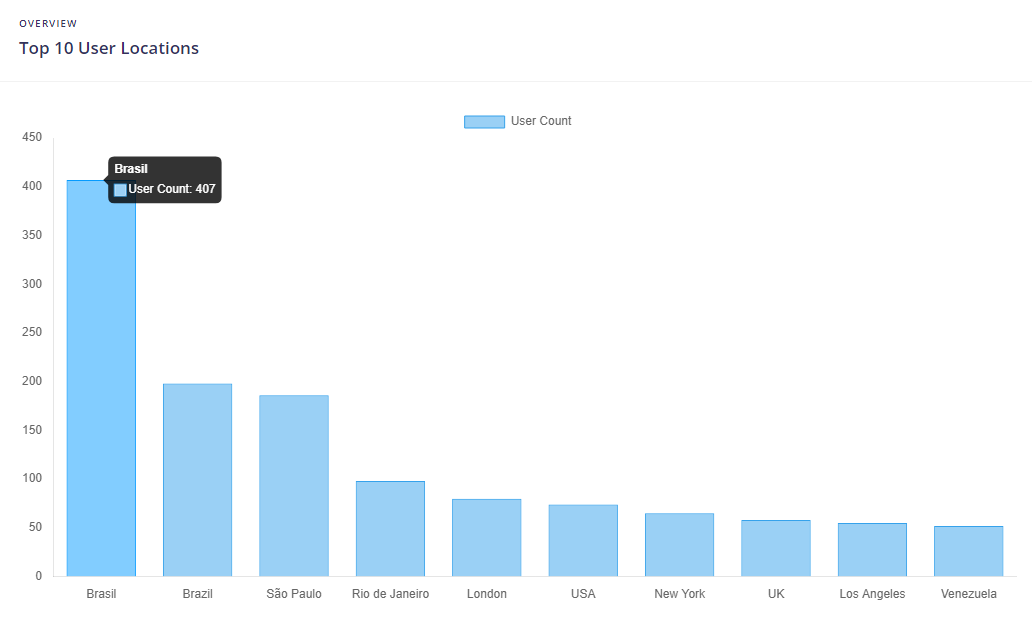 OVERVIEW
Top 10 User Locations
User Count
450
400
350
300
250
200
150
100
50
0
Brasil
User Count: 407
Brasil Brazil São Paulo Rio de Janeiro London USA New York UK Los Angeles Venezuela